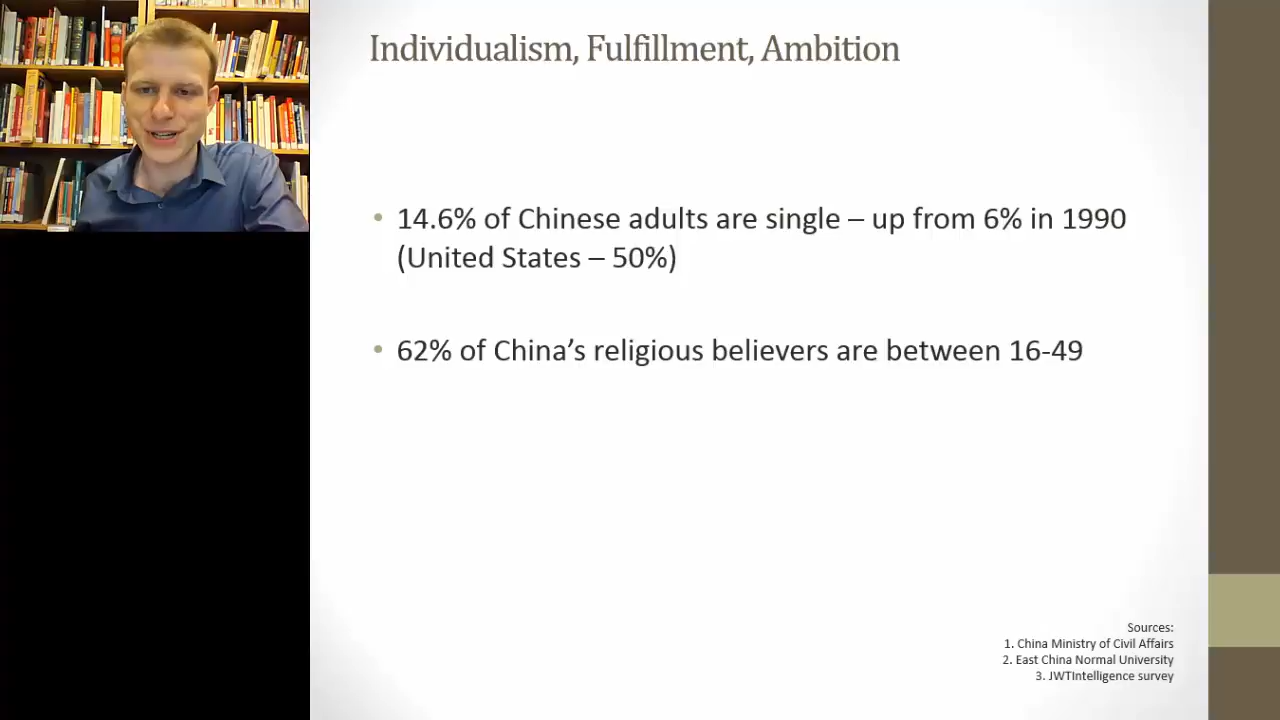 Individualism, Fulfillment, Ambition
• 14.6% of Chinese adults are single – up from 6% in 1990
(United States – 50%)
• 62% of China’s religious believers are between 16-49
Sources:
1. China Ministry of Civil Affairs
2. East China Normal University
3. JWTIntelligence survey